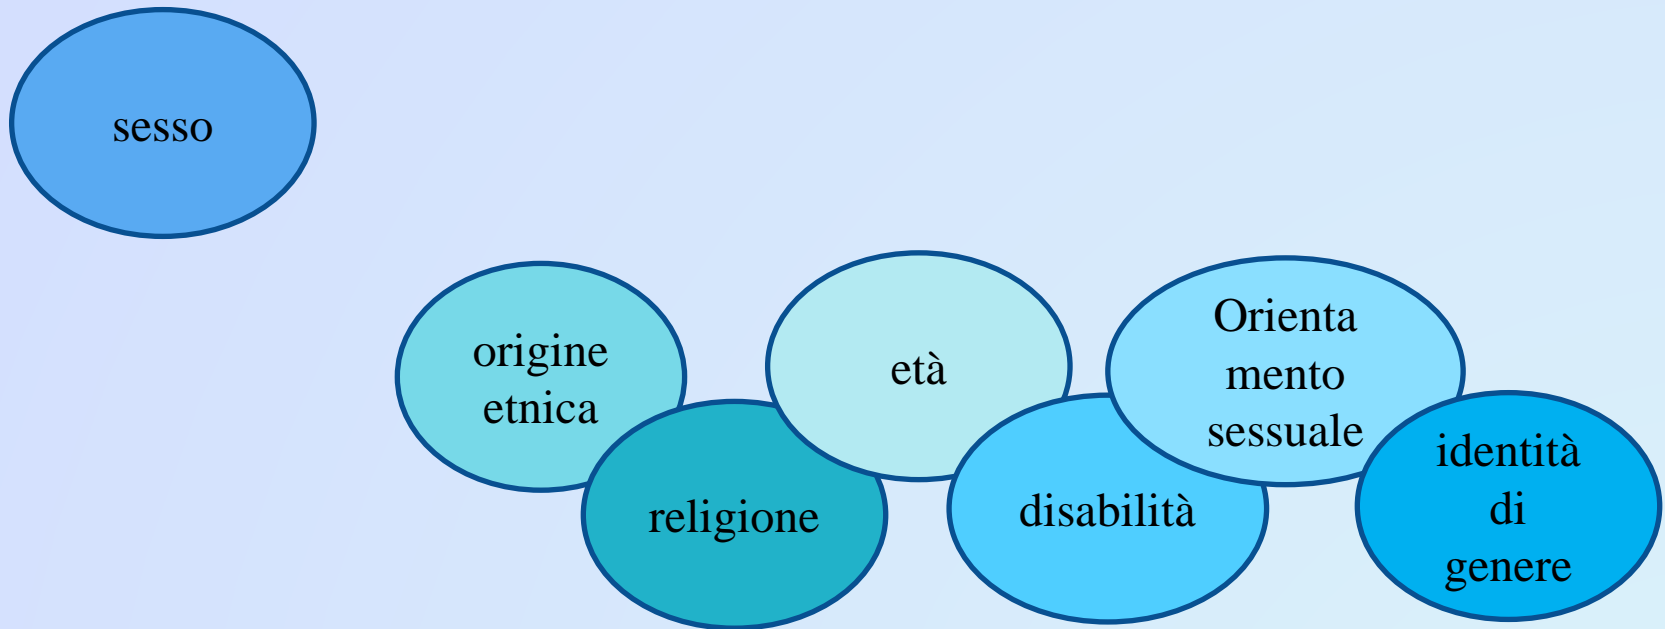 sesso
origine
etnica
religione
età
disabilità
Orienta
mento
sessuale
identità
di
genere